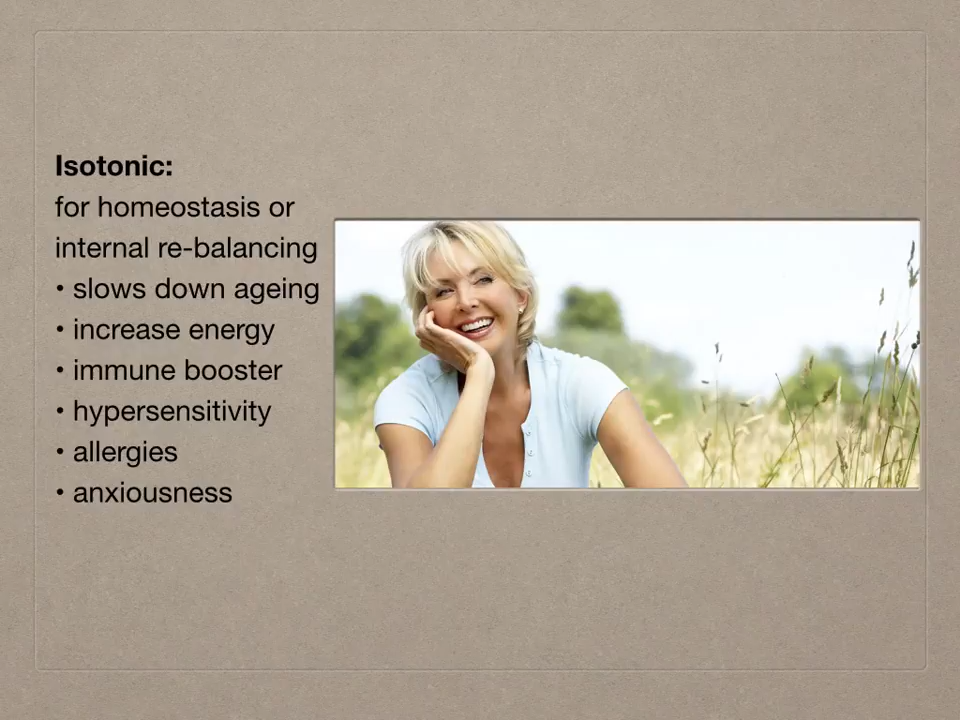 Isotonic:
for homeostasis or
internal re-balancing
• slows down ageing
• increase energy
• immune booster
• hypersensitivity
• allergies
• anxiousness